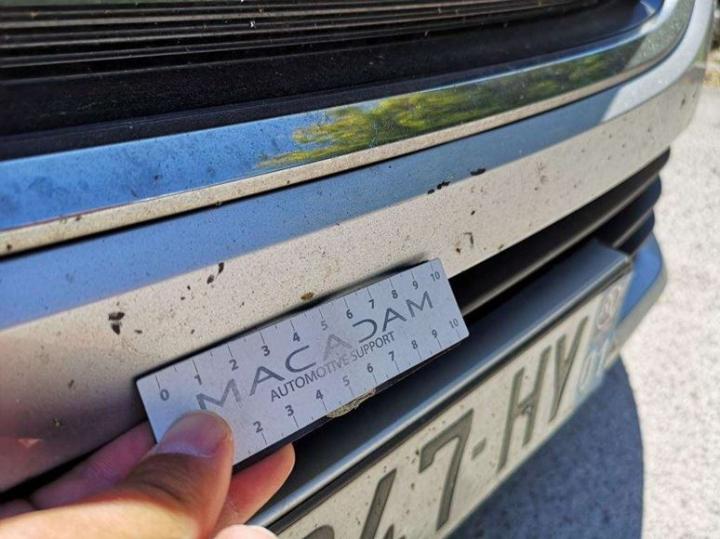 0 1 2 3 4 5 6 7 8 9 10
MACADAM
AUTOMOTIVE SUPPORT
2 3 4 5 6 7 8 9 10
47-HV